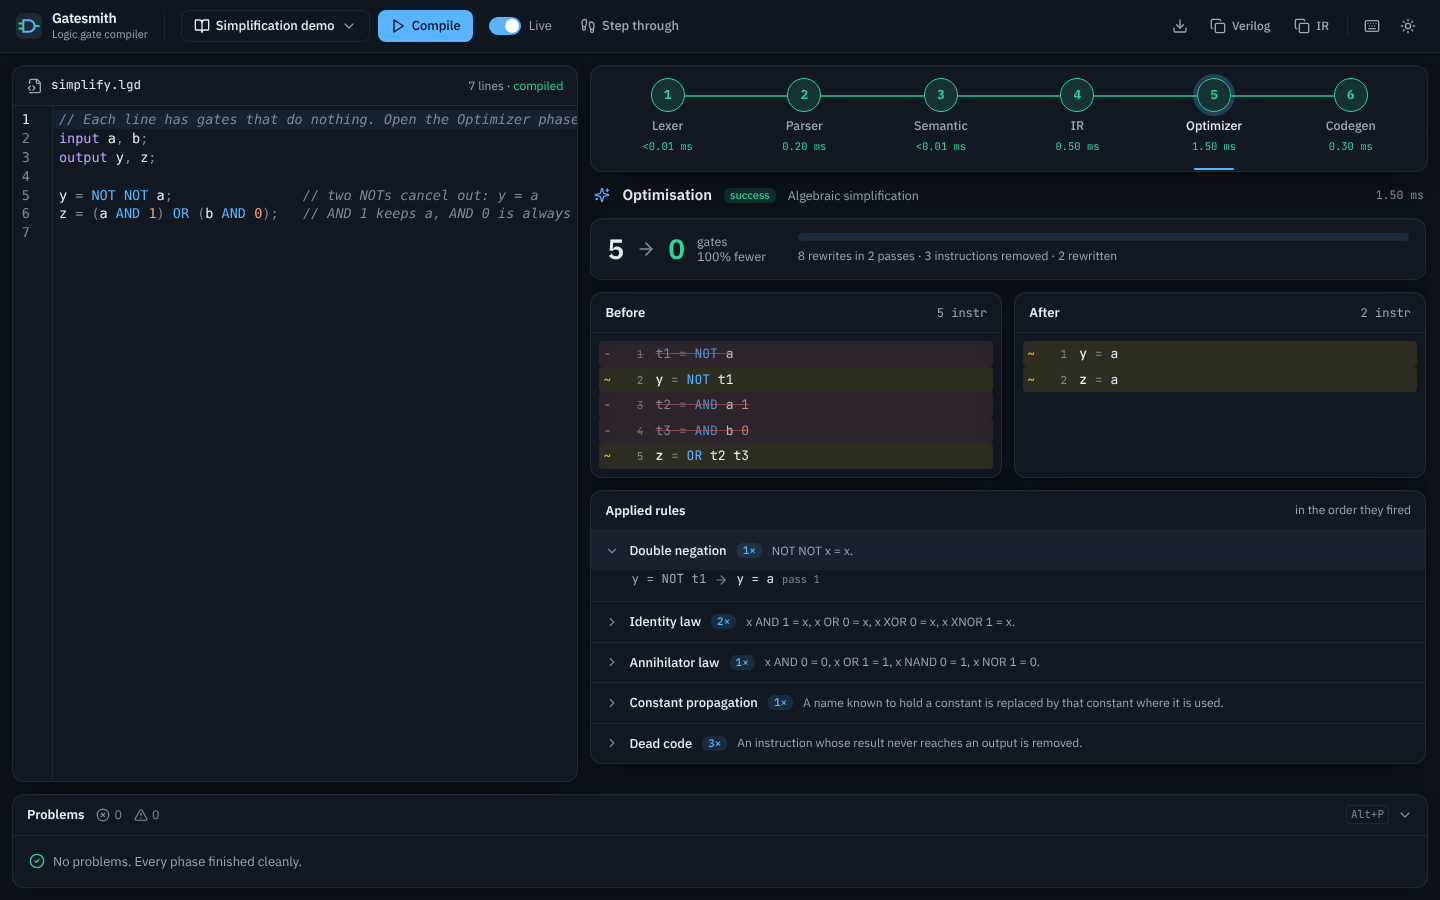 Gatesmith
Logic gate compiler
Simplification demo
Compile
Live
Step through
Verilog
IR
simplify.lgd
7 lines · compiled
1 // Each line has gates that do nothing. Open the Optimizer phase
2 input a, b;
3 output y, z;
4
5 y = NOT NOT a; // two NOTs cancel out: y = a
6 z = (a AND 1) OR (b AND 0); // AND 1 keeps a, AND 0 is always
7
1 2 3 4 5 6
Lexer Parser Semantic IR Optimizer Codegen
<0.01 ms 0.20 ms <0.01 ms 0.50 ms 1.50 ms 0.30 ms
Optimisation success Algebraic simplification 1.50 ms
5 → 0 gates
100% fewer
8 rewrites in 2 passes · 3 instructions removed · 2 rewritten
Before 5 instr
- 1 t1 = NOT a
~ 2 y = NOT t1
- 3 t2 = AND a 1
- 4 t3 = AND b 0
~ 5 z = OR t2 t3
After 2 instr
~ 1 y = a
~ 2 z = a
Applied rules in the order they fired
Double negation 1× NOT NOT x = x.
y = NOT t1 → y = a pass 1
Identity law 2× x AND 1 = x, x OR 0 = x, x XOR 0 = x, x XNOR 1 = x.
Annihilator law 1× x AND 0 = 0, x OR 1 = 1, x NAND 0 = 1, x NOR 1 = 0.
Constant propagation 1× A name known to hold a constant is replaced by that constant where it is used.
Dead code 3× An instruction whose result never reaches an output is removed.
Problems 0 0 Alt+P
No problems. Every phase finished cleanly.